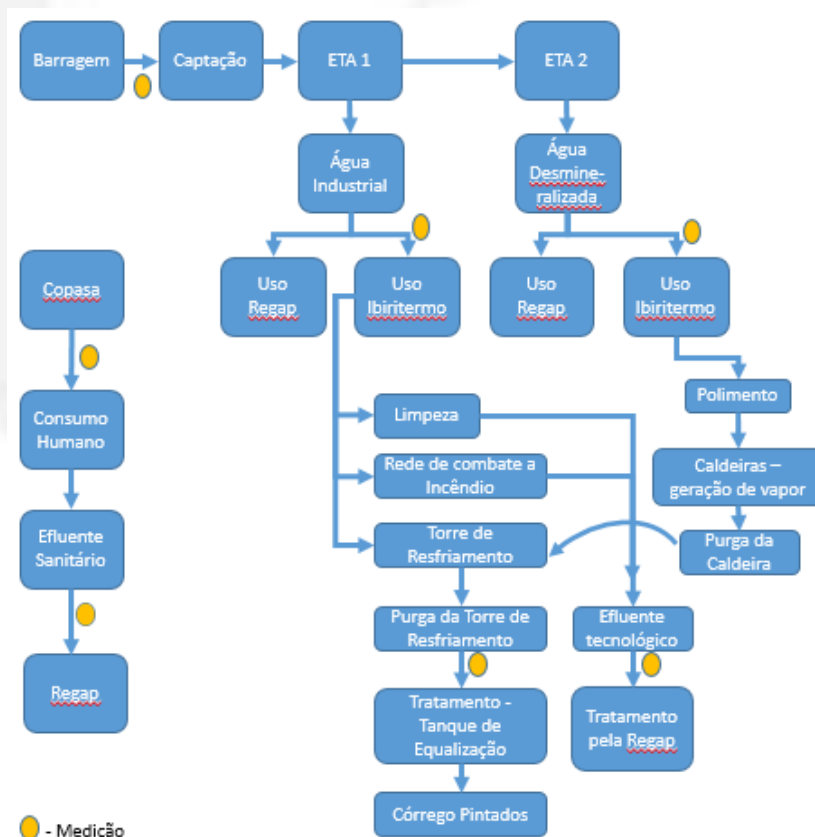 Barragem
Captação
ETA 1
ETA 2
Água
Industrial
Água
Desmine-
ralizada
Uso
Regap
Uso
Ibiritermo
Uso
Regap
Uso
Ibiritermo
Copasa
Consumo
Humano
Efluente
Sanitário
Regap
Limpeza
Rede de combate a
Incêndio
Torre de
Resfriamento
Purga da Torre de
Resfriamento
Tratamento -
Tanque de
Equalização
Córrego Pintados
Polimento
Caldeiras –
geração de vapor
Purga da
Caldeira
Efluente
tecnológico
Tratamento
pela Regap
- Medição